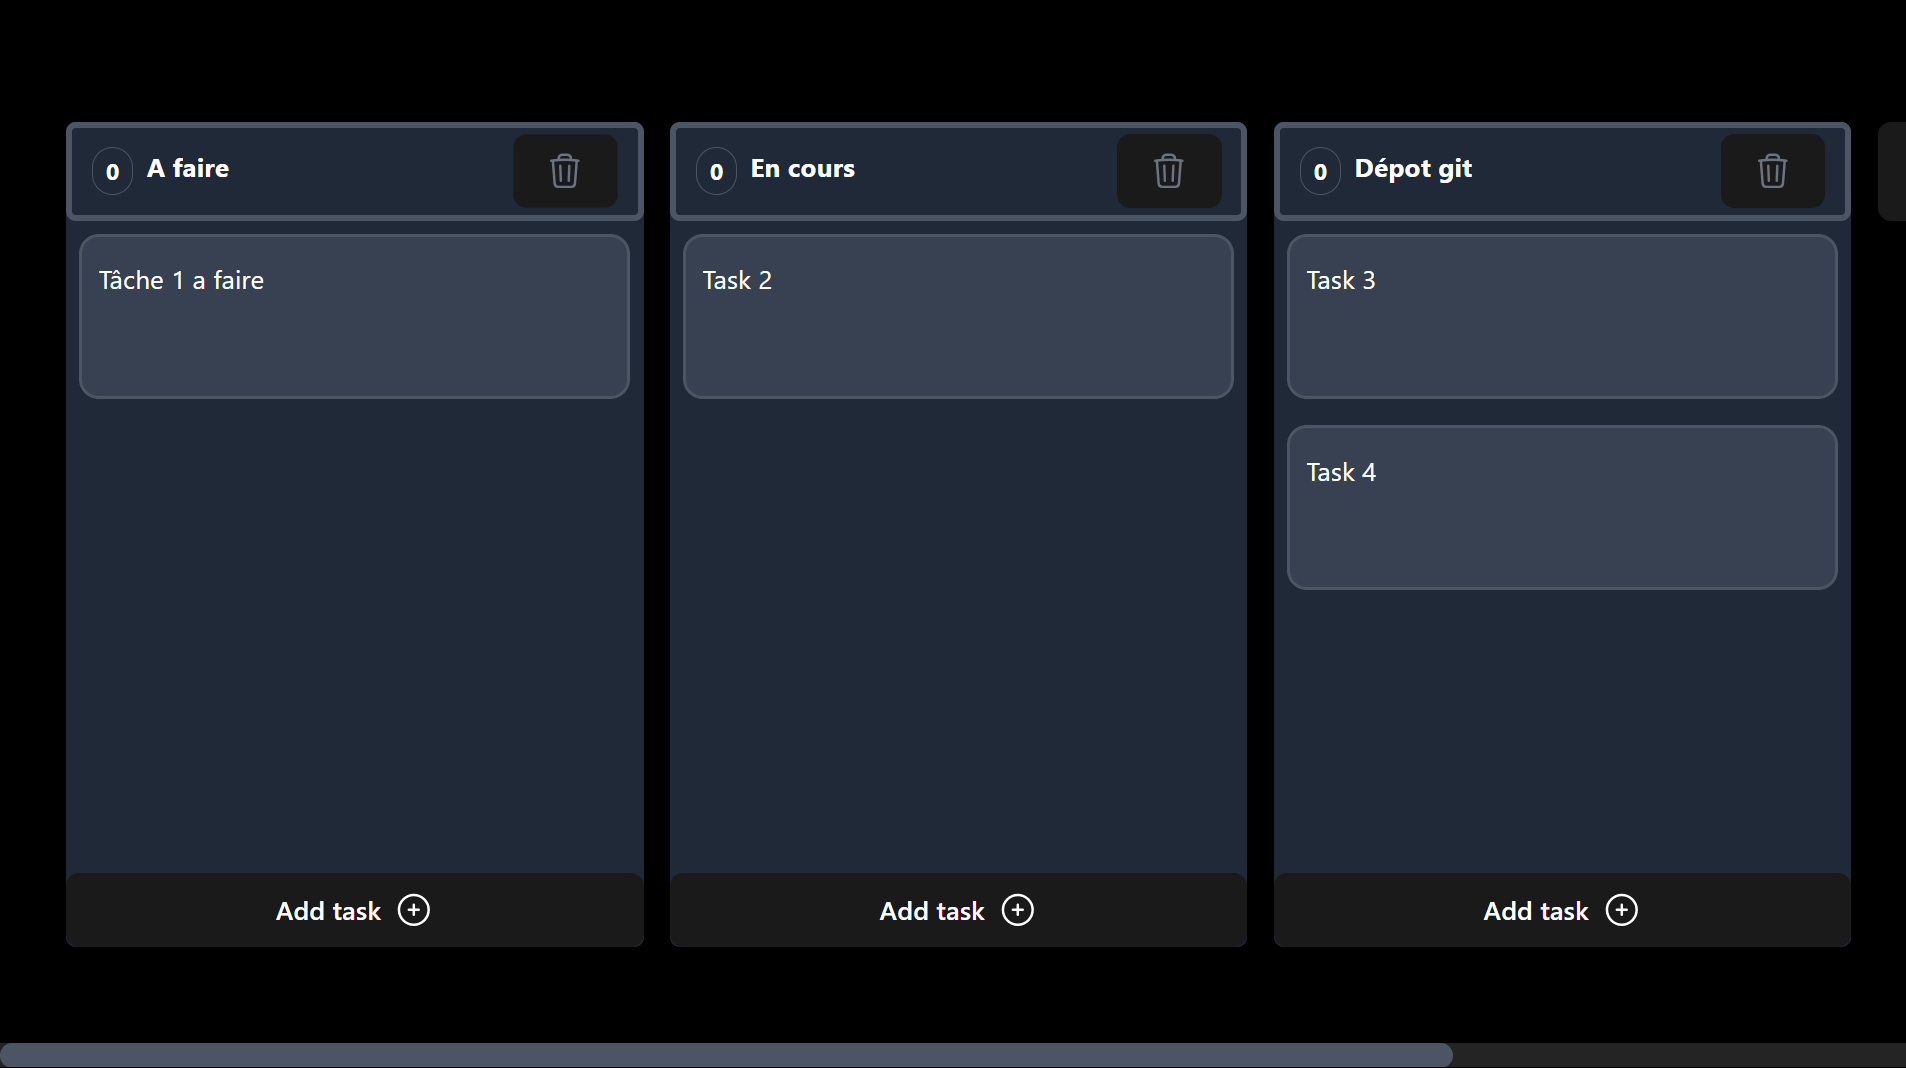 0 A faire
Tâche 1 a faire
Add task
0 En cours
Task 2
Add task
0 Dépot git
Task 3
Task 4
Add task